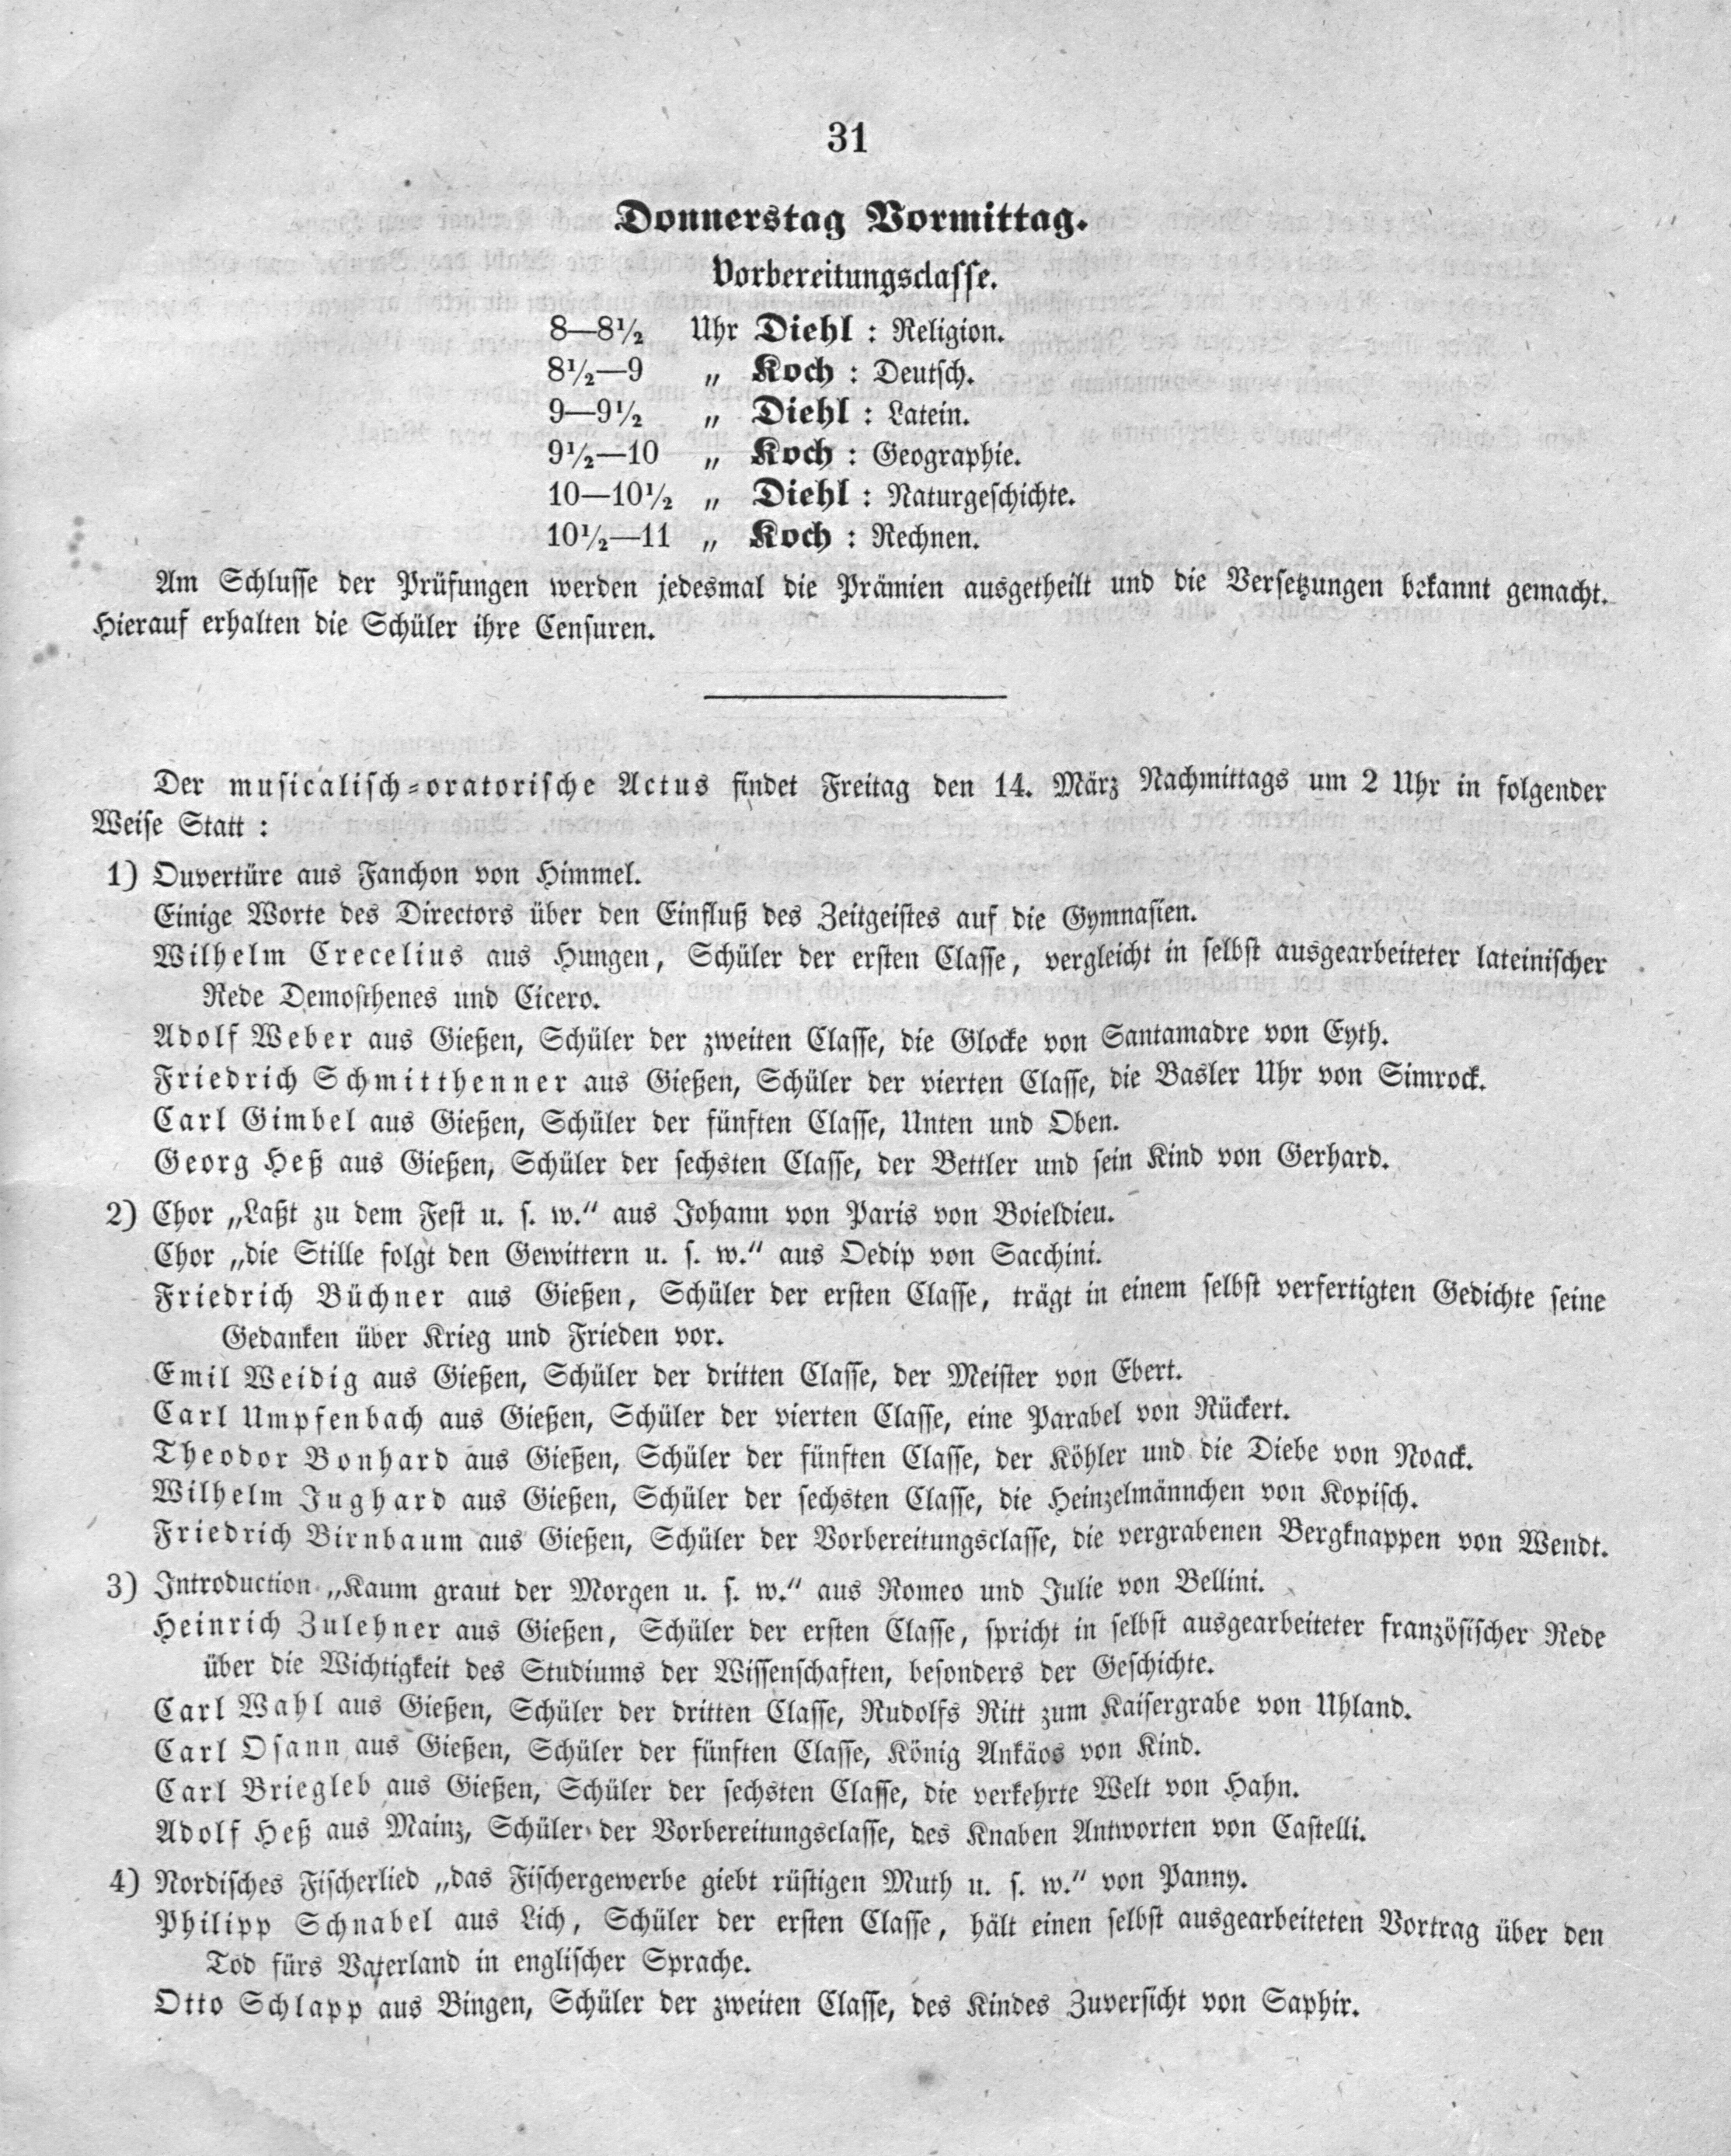 31
Donnerstag Vormittag.
Vorbereitungsclasse.
8—8½ Uhr Diehl : Religion.
8½—9 „ Koch : Deutsch.
9—9½ „ Diehl : Latein.
9½—10 „ Koch : Geographie.
10—10½ „ Diehl : Naturgeschichte.
10½—11 „ Koch : Rechnen.
Am Schlusse der Prüfungen werden jedesmal die Prämien ausgetheilt und die Versetzungen bekannt gemacht.
Hierauf erhalten die Schüler ihre Censuren.
Der musicalisch-oratorische Actus findet Freitag den 14. März Nachmittags um 2 Uhr in folgender
Weise Statt :
1) Ouvertüre aus Fanchon von Himmel.
Einige Worte des Directors über den Einfluß des Zeitgeistes auf die Gymnasien.
Wilhelm Crecelius aus Hungen, Schüler der ersten Classe, vergleicht in selbst ausgearbeiteter lateinischer
Rede Demosthenes und Cicero.
Adolf Weber aus Gießen, Schüler der zweiten Classe, die Glocke von Santamadre von Eyth.
Friedrich Schmitthenner aus Gießen, Schüler der vierten Classe, die Basler Uhr von Simrock.
Carl Gimbel aus Gießen, Schüler der fünften Classe, Unten und Oben.
Georg Heß aus Gießen, Schüler der sechsten Classe, der Bettler und sein Kind von Gerhard.
2) Chor „Laßt zu dem Fest u. s. w.“ aus Johann von Paris von Boieldieu.
Chor „die Stille folgt den Gewittern u. s. w.“ aus Oedip von Sacchini.
Friedrich Büchner aus Gießen, Schüler der ersten Classe, trägt in einem selbst verfertigten Gedichte seine
Gedanken über Krieg und Frieden vor.
Emil Weidig aus Gießen, Schüler der dritten Classe, der Meister von Ebert.
Carl Umpfenbach aus Gießen, Schüler der vierten Classe, eine Parabel von Rückert.
Theodor Bonhard aus Gießen, Schüler der fünften Classe, der Köhler und die Diebe von Noack.
Wilhelm Jughard aus Gießen, Schüler der sechsten Classe, die Heinzelmännchen von Kopisch.
Friedrich Birnbaum aus Gießen, Schüler der Vorbereitungsclasse, die vergrabenen Bergknappen von Wendt.
3) Introduction „Kaum graut der Morgen u. s. w.“ aus Romeo und Julie von Bellini.
Heinrich Zulehner aus Gießen, Schüler der ersten Classe, spricht in selbst ausgearbeiteter französischer Rede
über die Wichtigkeit des Studiums der Wissenschaften, besonders der Geschichte.
Carl Wahl aus Gießen, Schüler der dritten Classe, Rudolfs Ritt zum Kaisergrabe von Uhland.
Carl Osann aus Gießen, Schüler der fünften Classe, König Ankäos von Kind.
Carl Briegleb aus Gießen, Schüler der sechsten Classe, die verkehrte Welt von Hahn.
Adolf Heß aus Mainz, Schüler der Vorbereitungsclasse, des Knaben Antworten von Castelli.
4) Nordisches Fischerlied „das Fischergewerbe giebt rüstigen Muth u. s. w.“ von Panny.
Philipp Schnabel aus Lich, Schüler der ersten Classe, hält einen selbst ausgearbeiteten Vortrag über den
Tod fürs Vaterland in englischer Sprache.
Otto Schlapp aus Bingen, Schüler der zweiten Classe, des Kindes Zuversicht von Saphir.